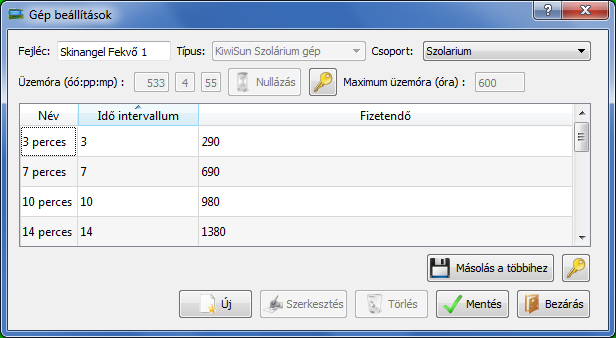 Gép beállítások
Fejléc: Skinangel Fekvő 1 Típus: KiwiSun Szolárium gép Csoport: Szolarium
Üzemóra (óó:pp:mp) : 533 4 55 Nullázás Maximum üzemóra (óra) : 600
Név Idő intervallum Fizetendő
3 perces 3 290
7 perces 7 690
10 perces 10 980
14 perces 14 1380
Másolás a többihez
Új Szerkesztés Törlés Mentés Bezárás